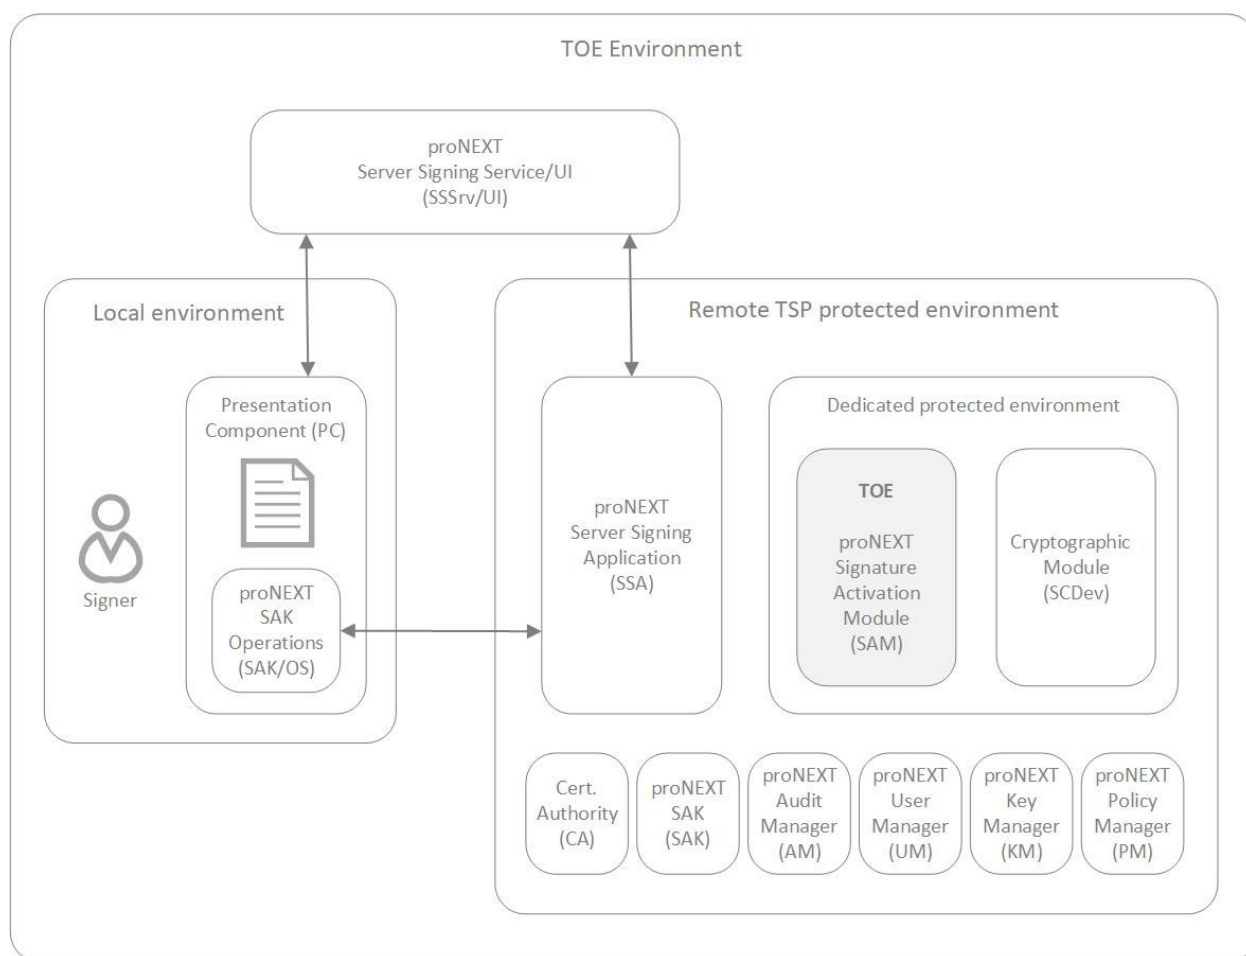 TOE Environment
proNEXT
Server Signing Service/UI
(SSSrv/UI)
Local environment
Remote TSP protected environment
Presentation
Component (PC)
Signer
proNEXT
SAK
Operations
(SAK/OS)
proNEXT
Server Signing
Application
(SSA)
Dedicated protected environment
TOE
proNEXT
Signature
Activation
Module
(SAM)
Cryptographic
Module
(SCDev)
Cert.
Authority
(CA)
proNEXT
SAK
(SAK)
proNEXT
Audit
Manager
(AM)
proNEXT
User
Manager
(UM)
proNEXT
Key
Manager
(KM)
proNEXT
Policy
Manager
(PM)